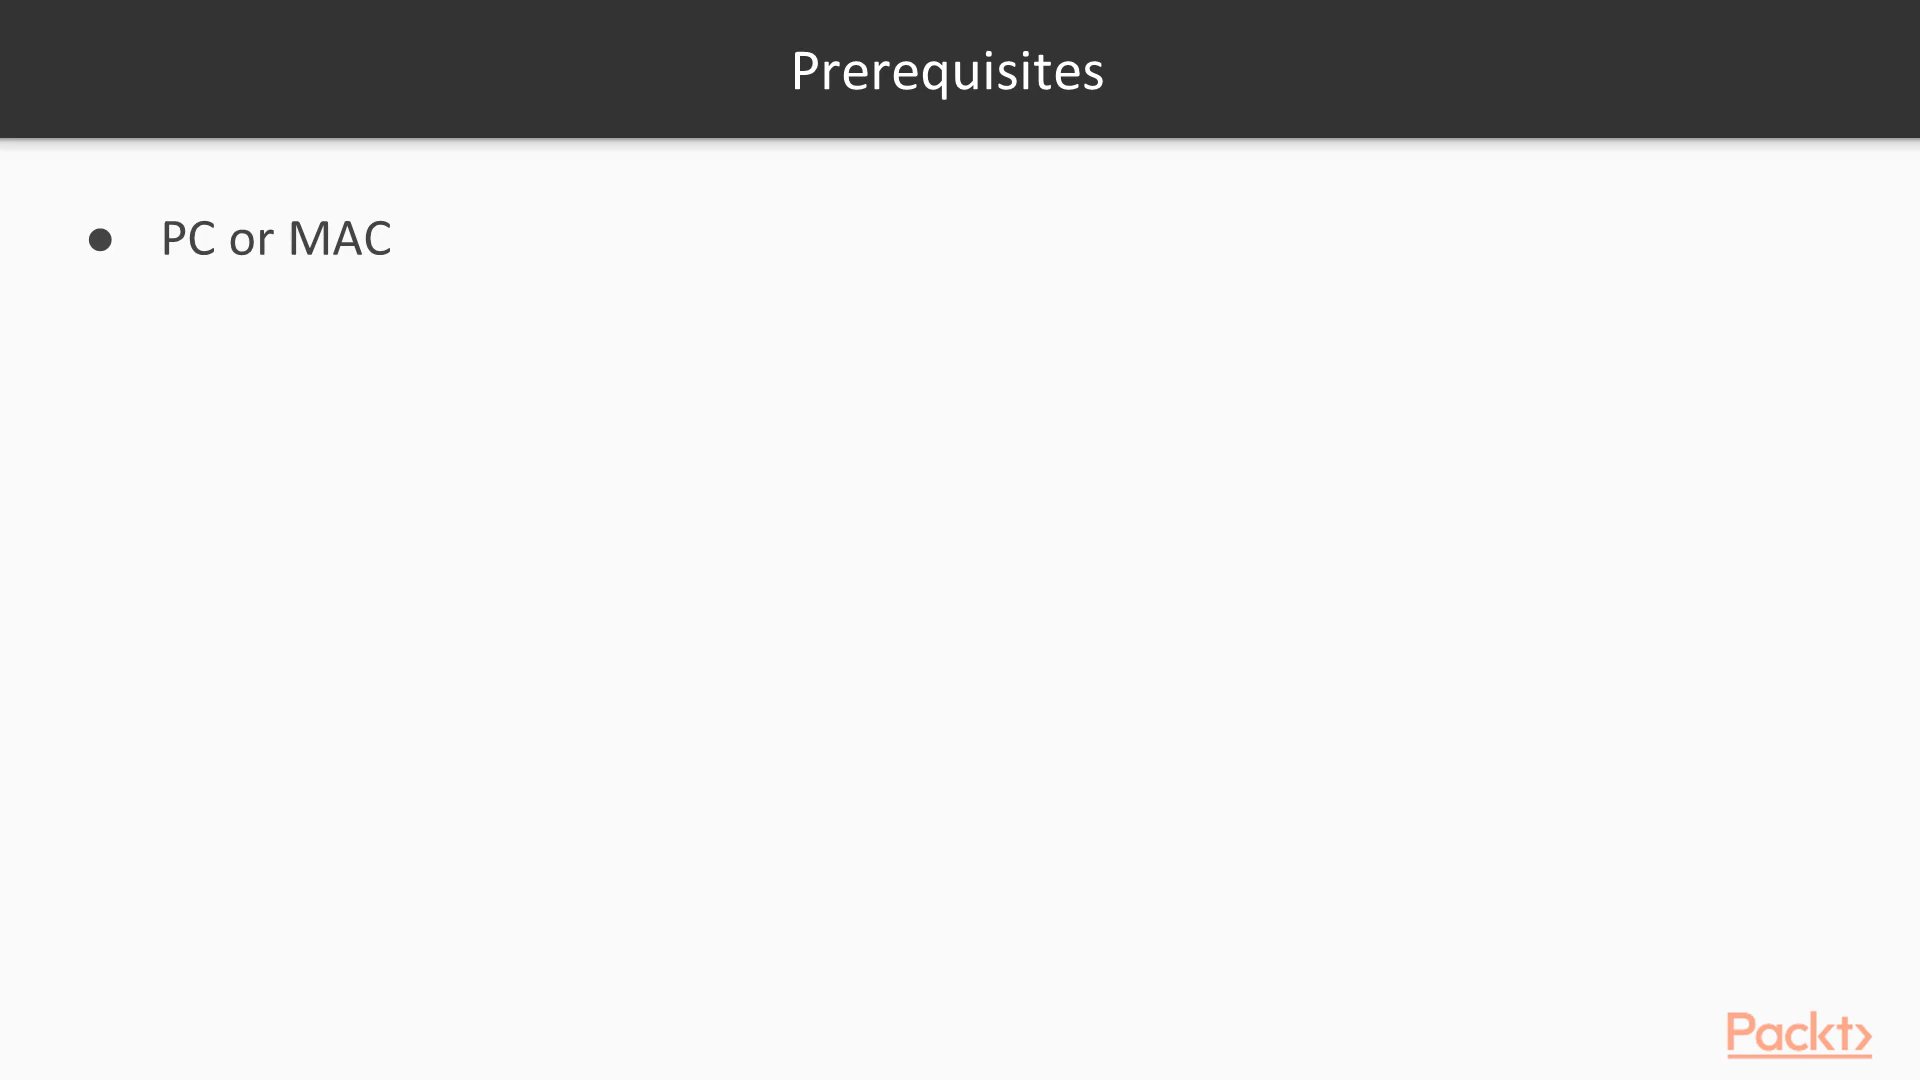 Prerequisites
● PC or MAC
Packt>